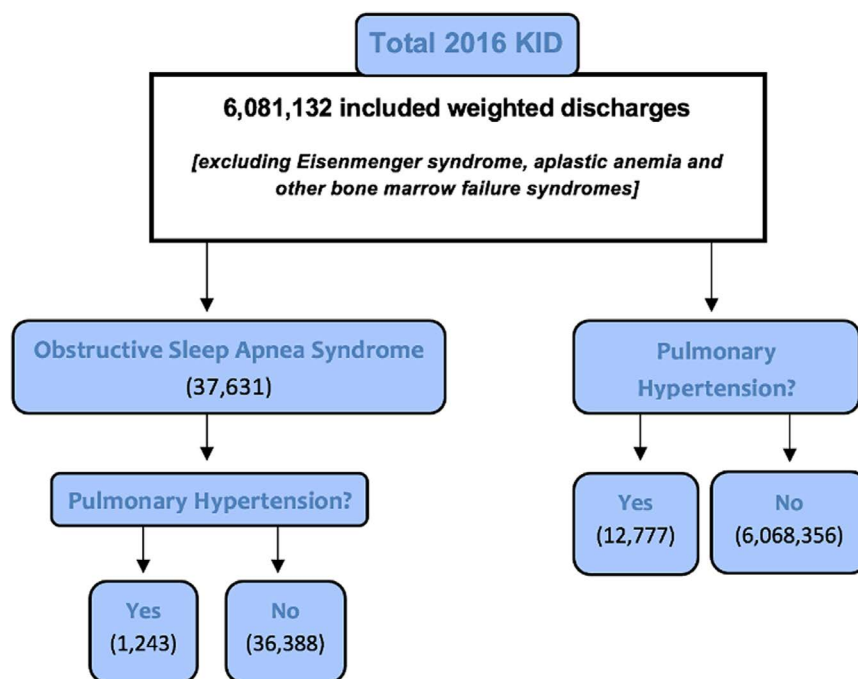 Total 2016 KID
6,081,132 included weighted discharges
[excluding Eisenmenger syndrome, aplastic anemia and
other bone marrow failure syndromes]
Obstructive Sleep Apnea Syndrome
(37,631)
Pulmonary Hypertension?
Yes
(1,243)
No
(36,388)
Pulmonary
Hypertension?
Yes
(12,777)
No
(6,068,356)